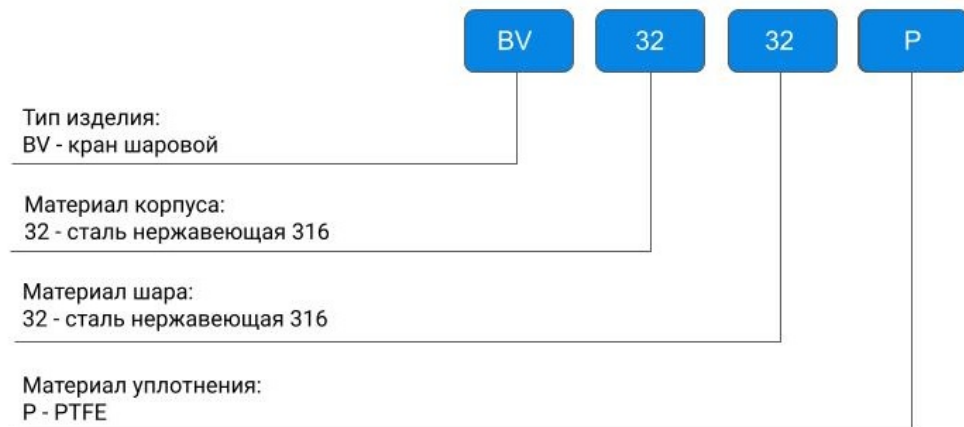 BV 32 32 P
Тип изделия:
BV - кран шаровой
Материал корпуса:
32 - сталь нержавеющая 316
Материал шара:
32 - сталь нержавеющая 316
Материал уплотнения:
P - PTFE